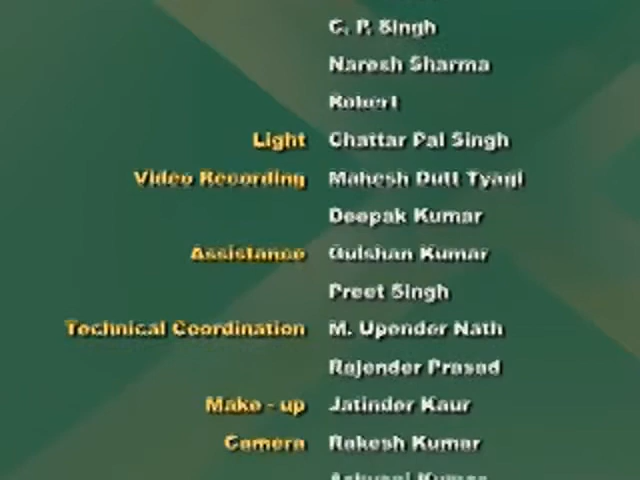 C. P. Singh
Naresh Sharma
Robert
Light Chattar Pal Singh
Video Recording Mahesh Dutt Tyagi
Deepak Kumar
Assistance Gulshan Kumar
Preet Singh
Technical Coordination M. Upender Nath
Rajender Prasad
Make - up Jatinder Kaur
Camera Rakesh Kumar
Kumar